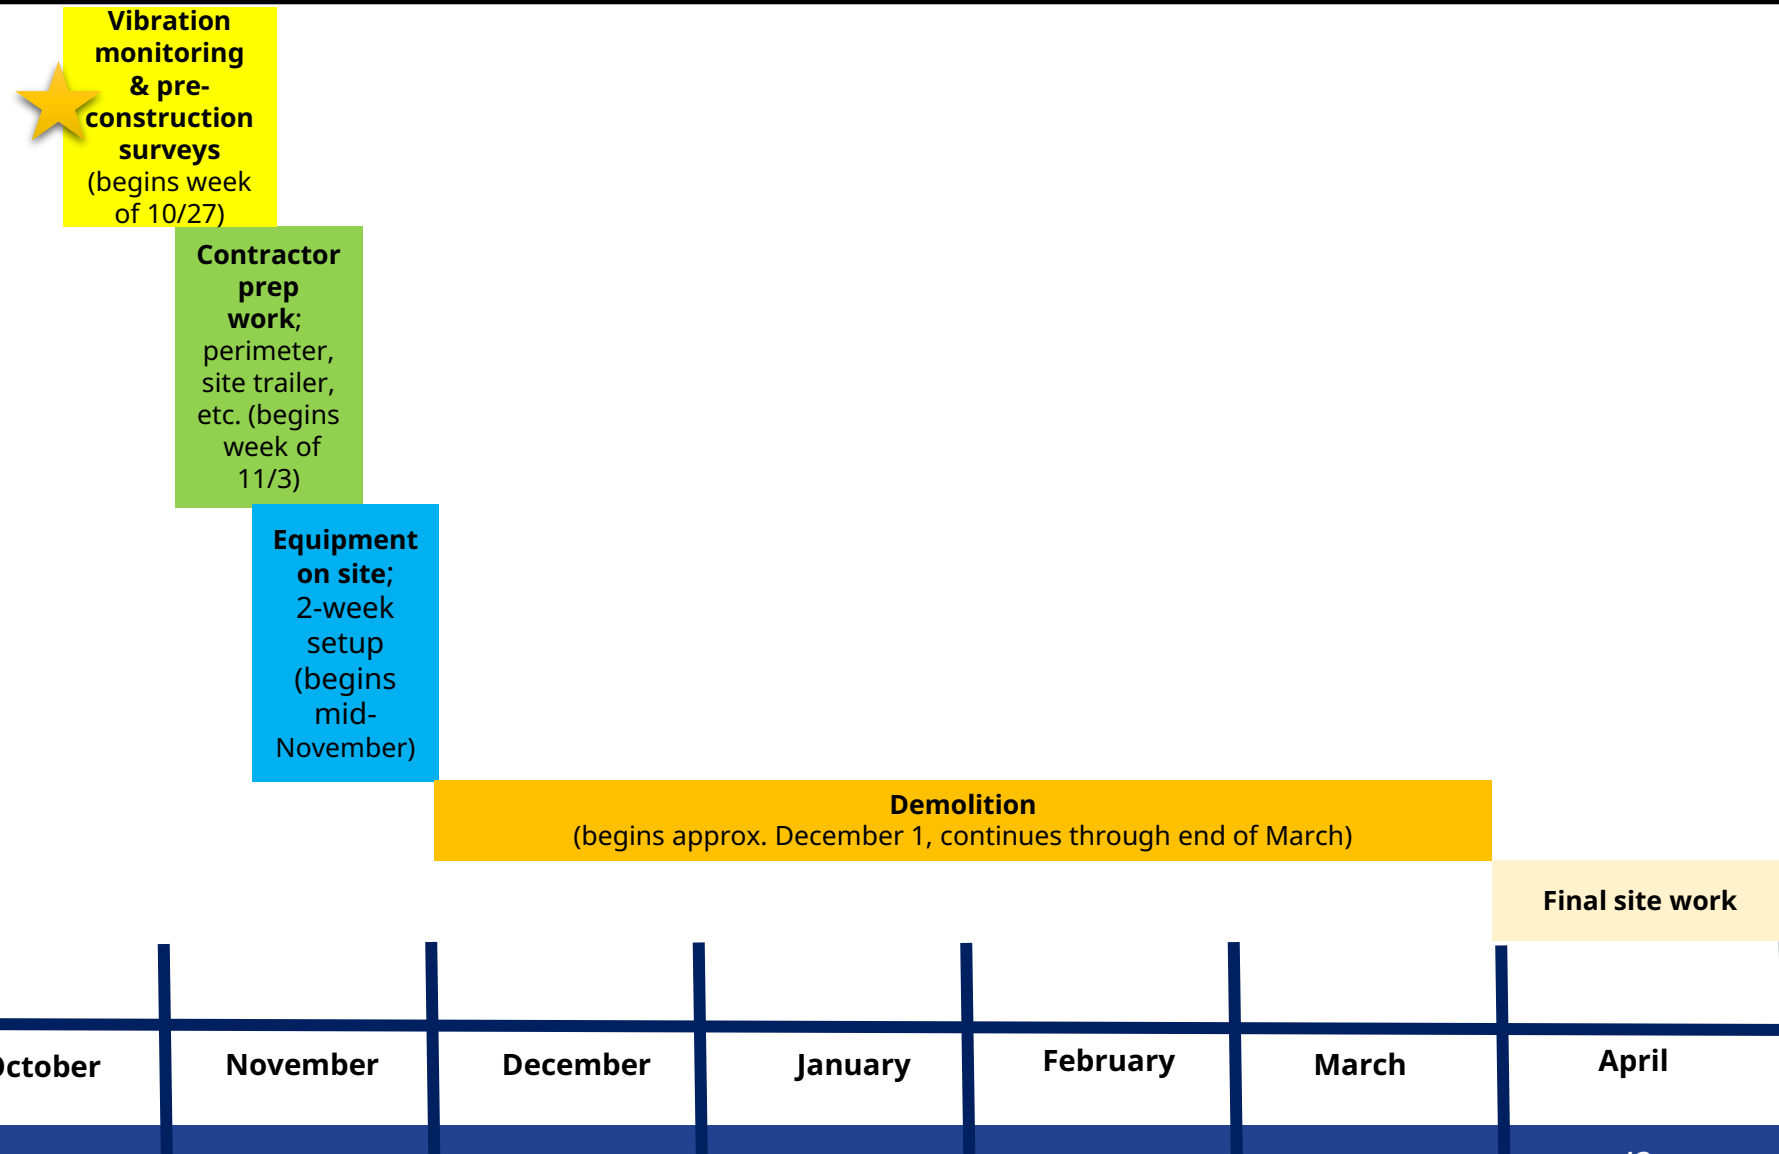 Vibration
monitoring
& pre-
construction
surveys
(begins week
of 10/27)
Contractor
prep
work;
perimeter,
site trailer,
etc. (begins
week of
11/3)
Equipment
on site;
2-week
setup
(begins
mid-
November)
Demolition
(begins approx. December 1, continues through end of March)
Final site work
October
November
December
January
February
March
April